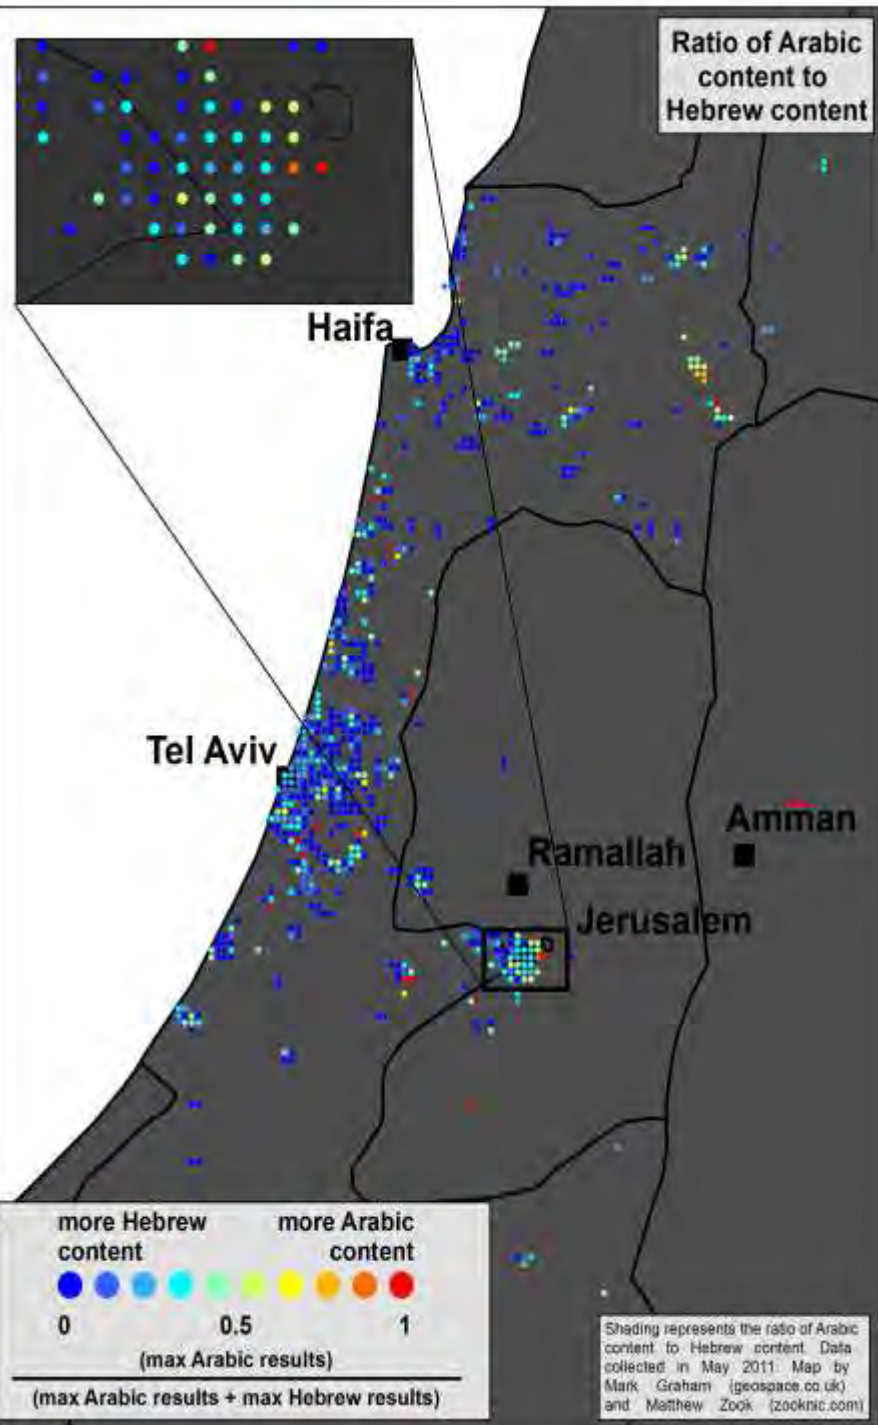 Ratio of Arabic
content to
Hebrew content
Haifa
Tel Aviv
Amman
Ramallah
Jerusalem
more Hebrew
content
more Arabic
content
0
0.5
1
(max Arabic results)
(max Arabic results + max Hebrew results)
Shading represents the ratio of Arabic
content to Hebrew content. Data
collected in May 2011. Map by
Mark Graham (geospace.co.uk)
and Matthew Zook (zooknic.com)